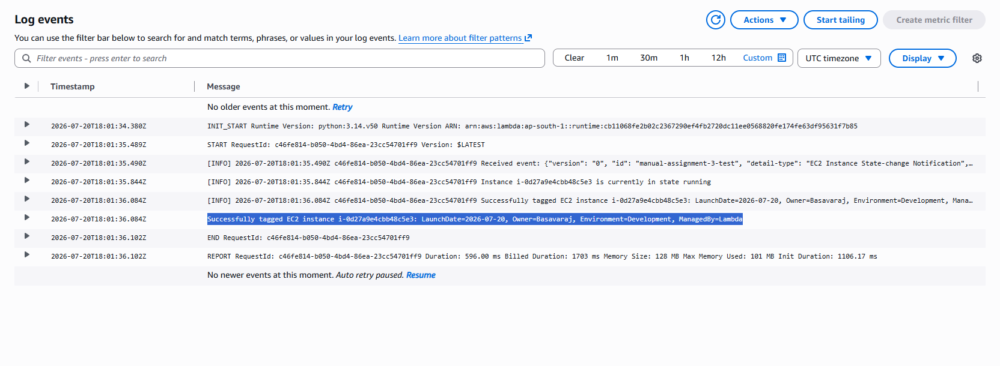 Log events
Actions
Start tailing
Create metric filter
You can use the filter bar below to search for and match terms, phrases, or values in your log events. Learn more about filter patterns
Filter events - press enter to search
Clear 1m 30m 1h 12h Custom
UTC timezone
Display
Timestamp Message
No older events at this moment. Retry
2026-07-20T18:01:34.380Z INIT_START Runtime Version: python:3.14.v50 Runtime Version ARN: arn:aws:lambda:ap-south-1::runtime:cb11068fe2b02c2367290ef4fb2720dc11ee0568820fe174fe63df95631f7b85
2026-07-20T18:01:35.489Z START RequestId: c46fe814-b050-4bd4-86ea-23cc54701ff9 Version: $LATEST
2026-07-20T18:01:35.490Z [INFO] 2026-07-20T18:01:35.490Z c46fe814-b050-4bd4-86ea-23cc54701ff9 Received event: {"version": "0", "id": "manual-assignment-3-test", "detail-type": "EC2 Instance State-change Notification",…
2026-07-20T18:01:35.844Z [INFO] 2026-07-20T18:01:35.844Z c46fe814-b050-4bd4-86ea-23cc54701ff9 Instance i-0d27a9e4cbb48c5e3 is currently in state running
2026-07-20T18:01:36.084Z [INFO] 2026-07-20T18:01:36.084Z c46fe814-b050-4bd4-86ea-23cc54701ff9 Successfully tagged EC2 instance i-0d27a9e4cbb48c5e3: LaunchDate=2026-07-20, Owner=Basavaraj, Environment=Development, Mana…
2026-07-20T18:01:36.084Z Successfully tagged EC2 instance i-0d27a9e4cbb48c5e3: LaunchDate=2026-07-20, Owner=Basavaraj, Environment=Development, ManagedBy=Lambda
2026-07-20T18:01:36.102Z END RequestId: c46fe814-b050-4bd4-86ea-23cc54701ff9
2026-07-20T18:01:36.102Z REPORT RequestId: c46fe814-b050-4bd4-86ea-23cc54701ff9 Duration: 596.00 ms Billed Duration: 1703 ms Memory Size: 128 MB Max Memory Used: 101 MB Init Duration: 1106.17 ms
No newer events at this moment. Auto retry paused. Resume